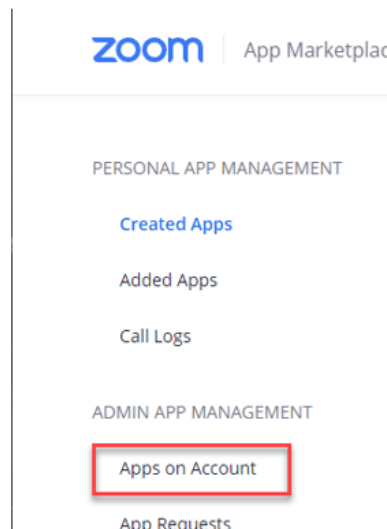 zoom App Marketplac
PERSONAL APP MANAGEMENT
Created Apps
Added Apps
Call Logs
ADMIN APP MANAGEMENT
Apps on Account
App Requests